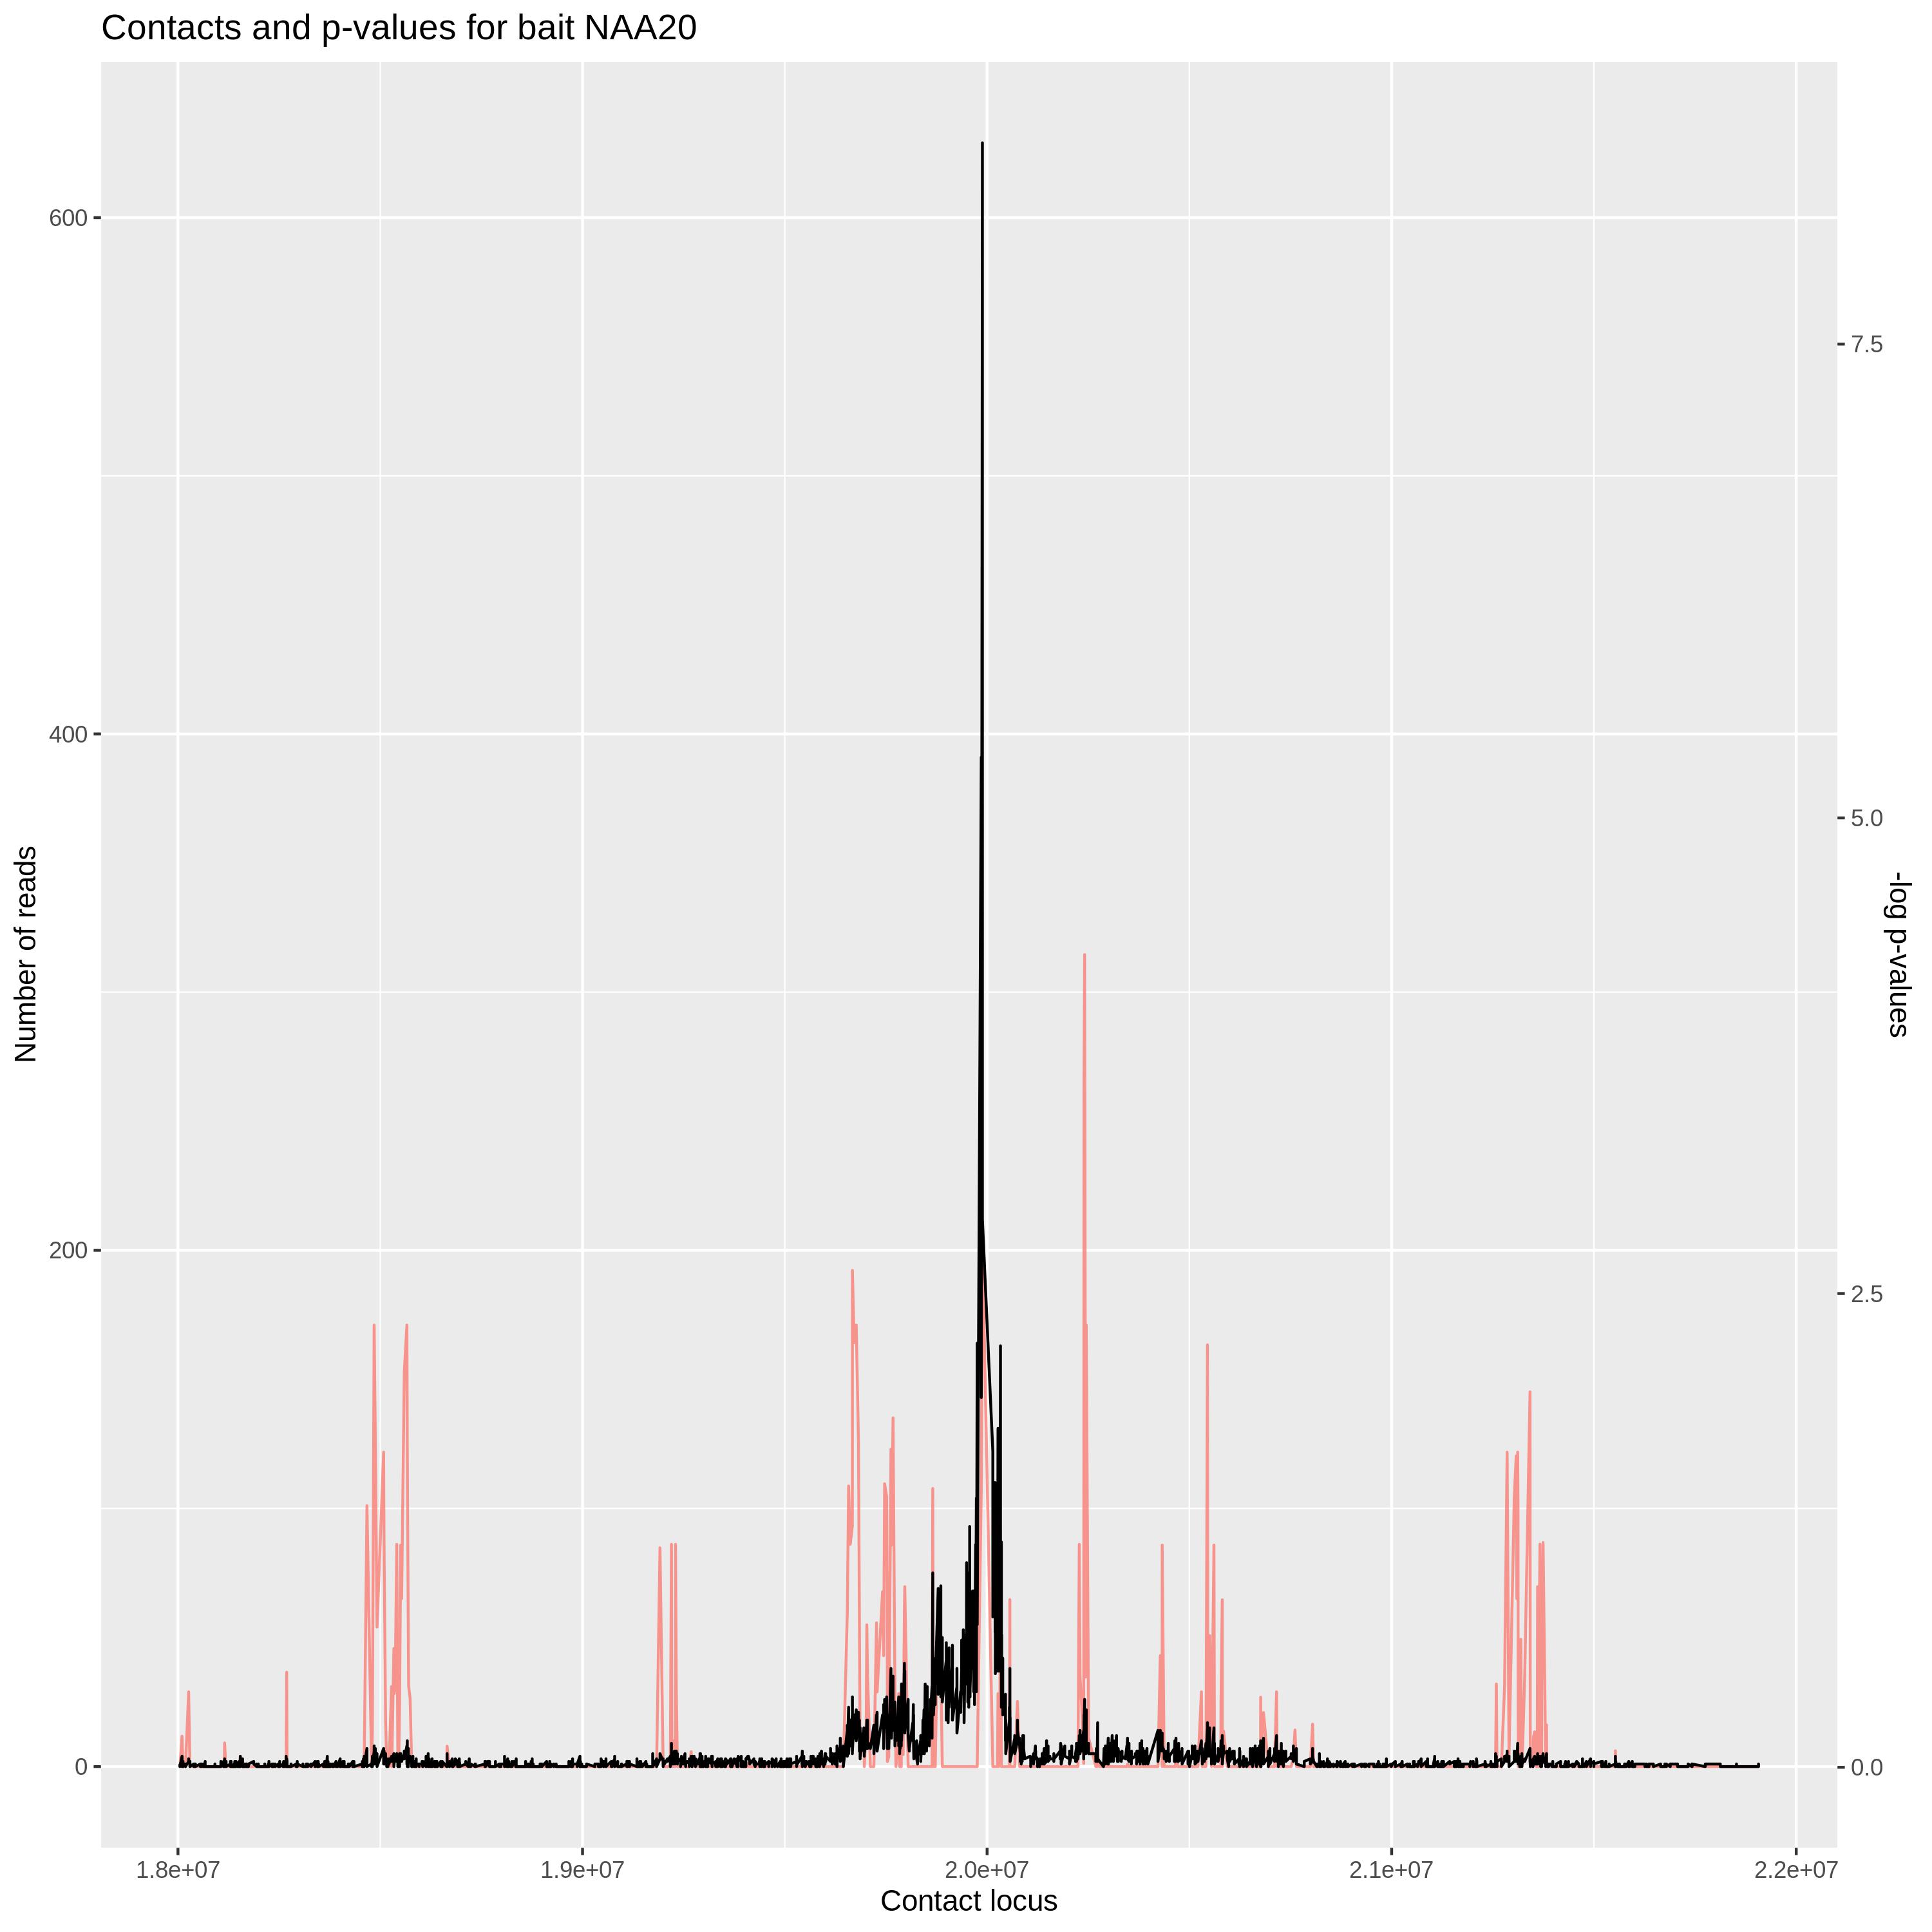 Contacts and p-values for bait NAA20
600
400
200
0
Number of reads
7.5
5.0
2.5
0.0
-log p-values
1.8e+07
1.9e+07
2.0e+07
2.1e+07
2.2e+07
Contact locus